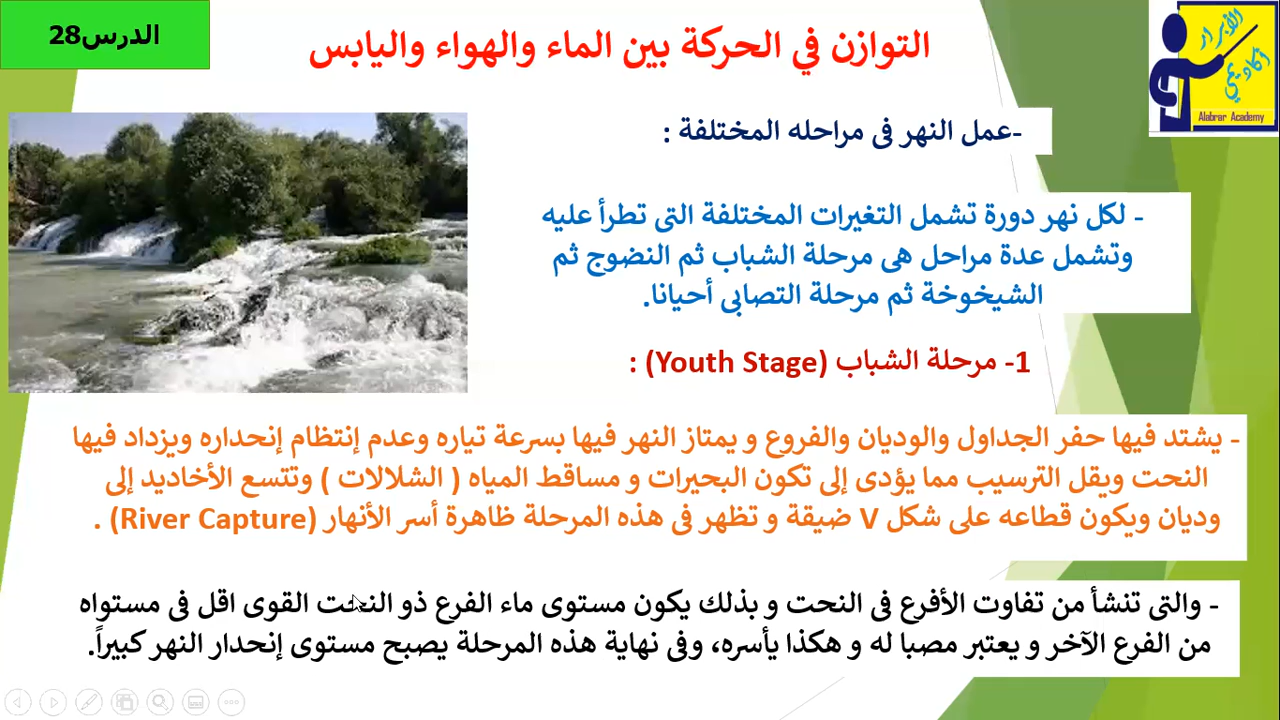 الدرس28
التوازن في الحركة بين الماء والهواء واليابس
الأبرار
أكاديمي
Alabrar Academy
-عمل النهر فى مراحله المختلفة :
- لكل نهر دورة تشمل التغيرات المختلفة التى تطرأ عليه
وتشمل عدة مراحل هى مرحلة الشباب ثم النضوج ثم
الشيخوخة ثم مرحلة التصابى أحيانا.
1- مرحلة الشباب (Youth Stage) :
- يشتد فيها حفر الجداول والوديان والفروع و يمتاز النهر فيها بسرعة تياره وعدم إنتظام إنحداره ويزداد فيها
النحت ويقل الترسيب مما يؤدى إلى تكون البحيرات و مساقط المياه ( الشلالات ) وتتسع الأخاديد إلى
وديان ويكون قطاعه على شكل V ضيقة و تظهر فى هذه المرحلة ظاهرة أسر الأنهار (River Capture) .
- والتى تنشأ من تفاوت الأفرع فى النحت و بذلك يكون مستوى ماء الفرع ذو النحت القوى اقل فى مستواه
من الفرع الآخر و يعتبر مصبا له و هكذا يأسره، وفى نهاية هذه المرحلة يصبح مستوى إنحدار النهر كبيراً.